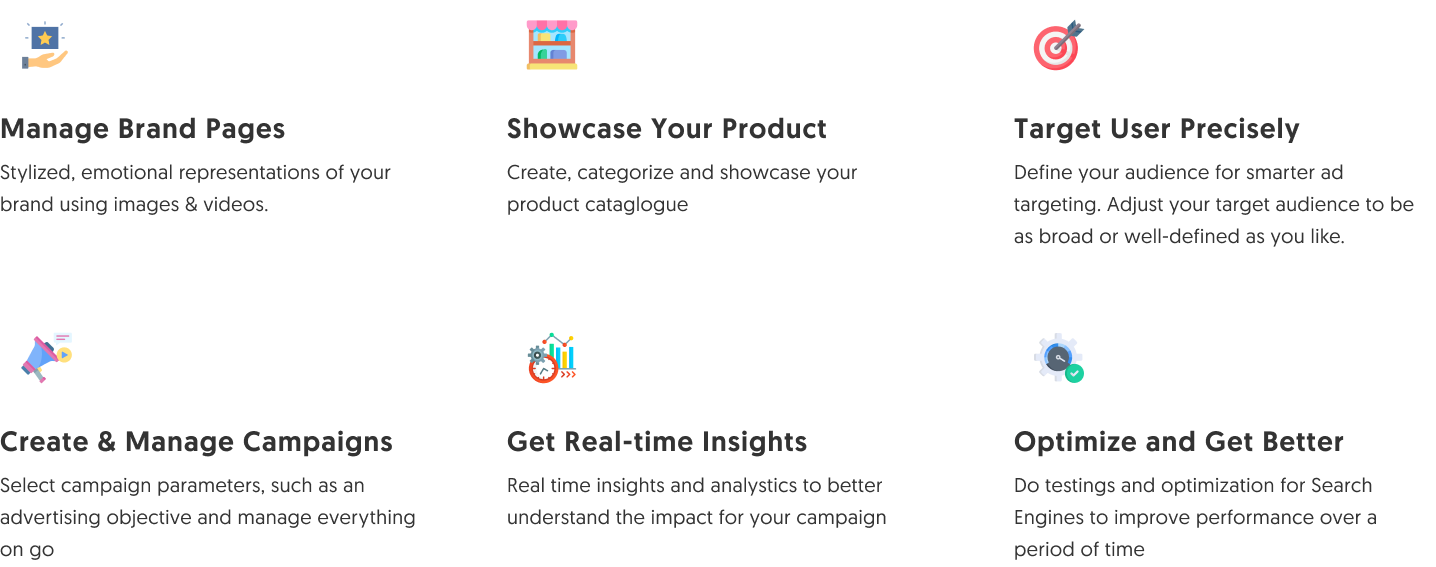 Manage Brand Pages
Stylized, emotional representations of your
brand using images & videos.
Showcase Your Product
Create, categorize and showcase your
product cataglogue
Target User Precisely
Define your audience for smarter ad
targeting. Adjust your target audience to be
as broad or well-defined as you like.
Create & Manage Campaigns
Select campaign parameters, such as an
advertising objective and manage everything
on go
Get Real-time Insights
Real time insights and analystics to better
understand the impact for your campaign
Optimize and Get Better
Do testings and optimization for Search
Engines to improve performance over a
period of time